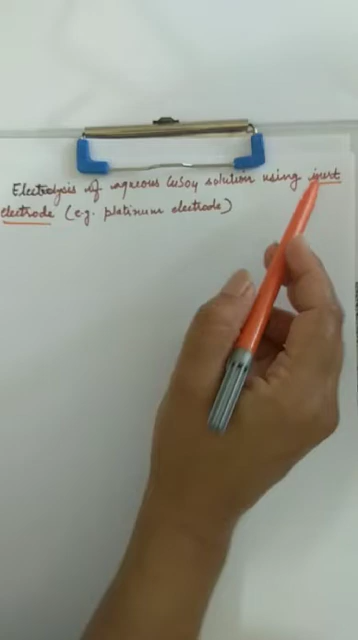 Electrolysis of aqueous CuSO4 solution using inert
electrode (e.g. platinum electrode)